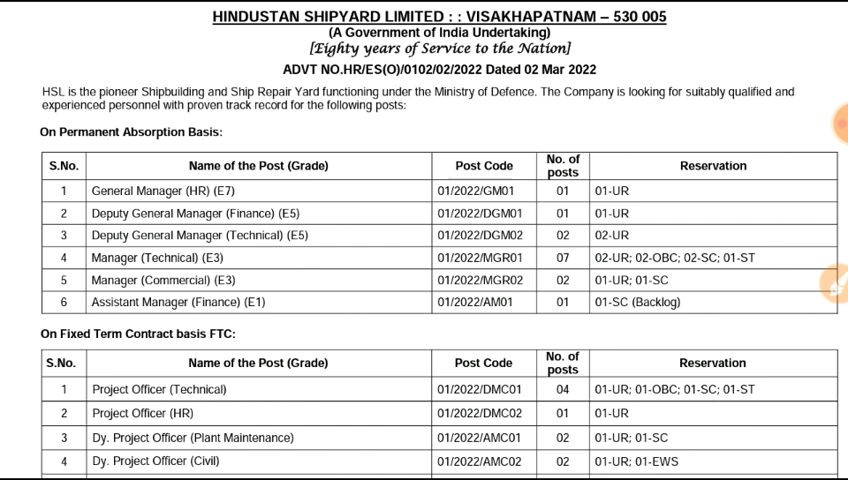 HINDUSTAN SHIPYARD LIMITED : : VISAKHAPATNAM – 530 005
(A Government of India Undertaking)
[Eighty years of Service to the Nation]
ADVT NO.HR/ES(O)/0102/02/2022 Dated 02 Mar 2022
HSL is the pioneer Shipbuilding and Ship Repair Yard functioning under the Ministry of Defence. The Company is looking for suitably qualified and
experienced personnel with proven track record for the following posts:
On Permanent Absorption Basis:
S.No. Name of the Post (Grade) Post Code No. of posts Reservation
1 General Manager (HR) (E7) 01/2022/GM01 01 01-UR
2 Deputy General Manager (Finance) (E5) 01/2022/DGM01 01 01-UR
3 Deputy General Manager (Technical) (E5) 01/2022/DGM02 02 02-UR
4 Manager (Technical) (E3) 01/2022/MGR01 07 02-UR; 02-OBC; 02-SC; 01-ST
5 Manager (Commercial) (E3) 01/2022/MGR02 02 01-UR; 01-SC
6 Assistant Manager (Finance) (E1) 01/2022/AM01 01 01-SC (Backlog)
On Fixed Term Contract basis FTC:
S.No. Name of the Post (Grade) Post Code No. of posts Reservation
1 Project Officer (Technical) 01/2022/DMC01 04 01-UR; 01-OBC; 01-SC; 01-ST
2 Project Officer (HR) 01/2022/DMC02 01 01-UR
3 Dy. Project Officer (Plant Maintenance) 01/2022/AMC01 02 01-UR; 01-SC
4 Dy. Project Officer (Civil) 01/2022/AMC02 02 01-UR; 01-EWS